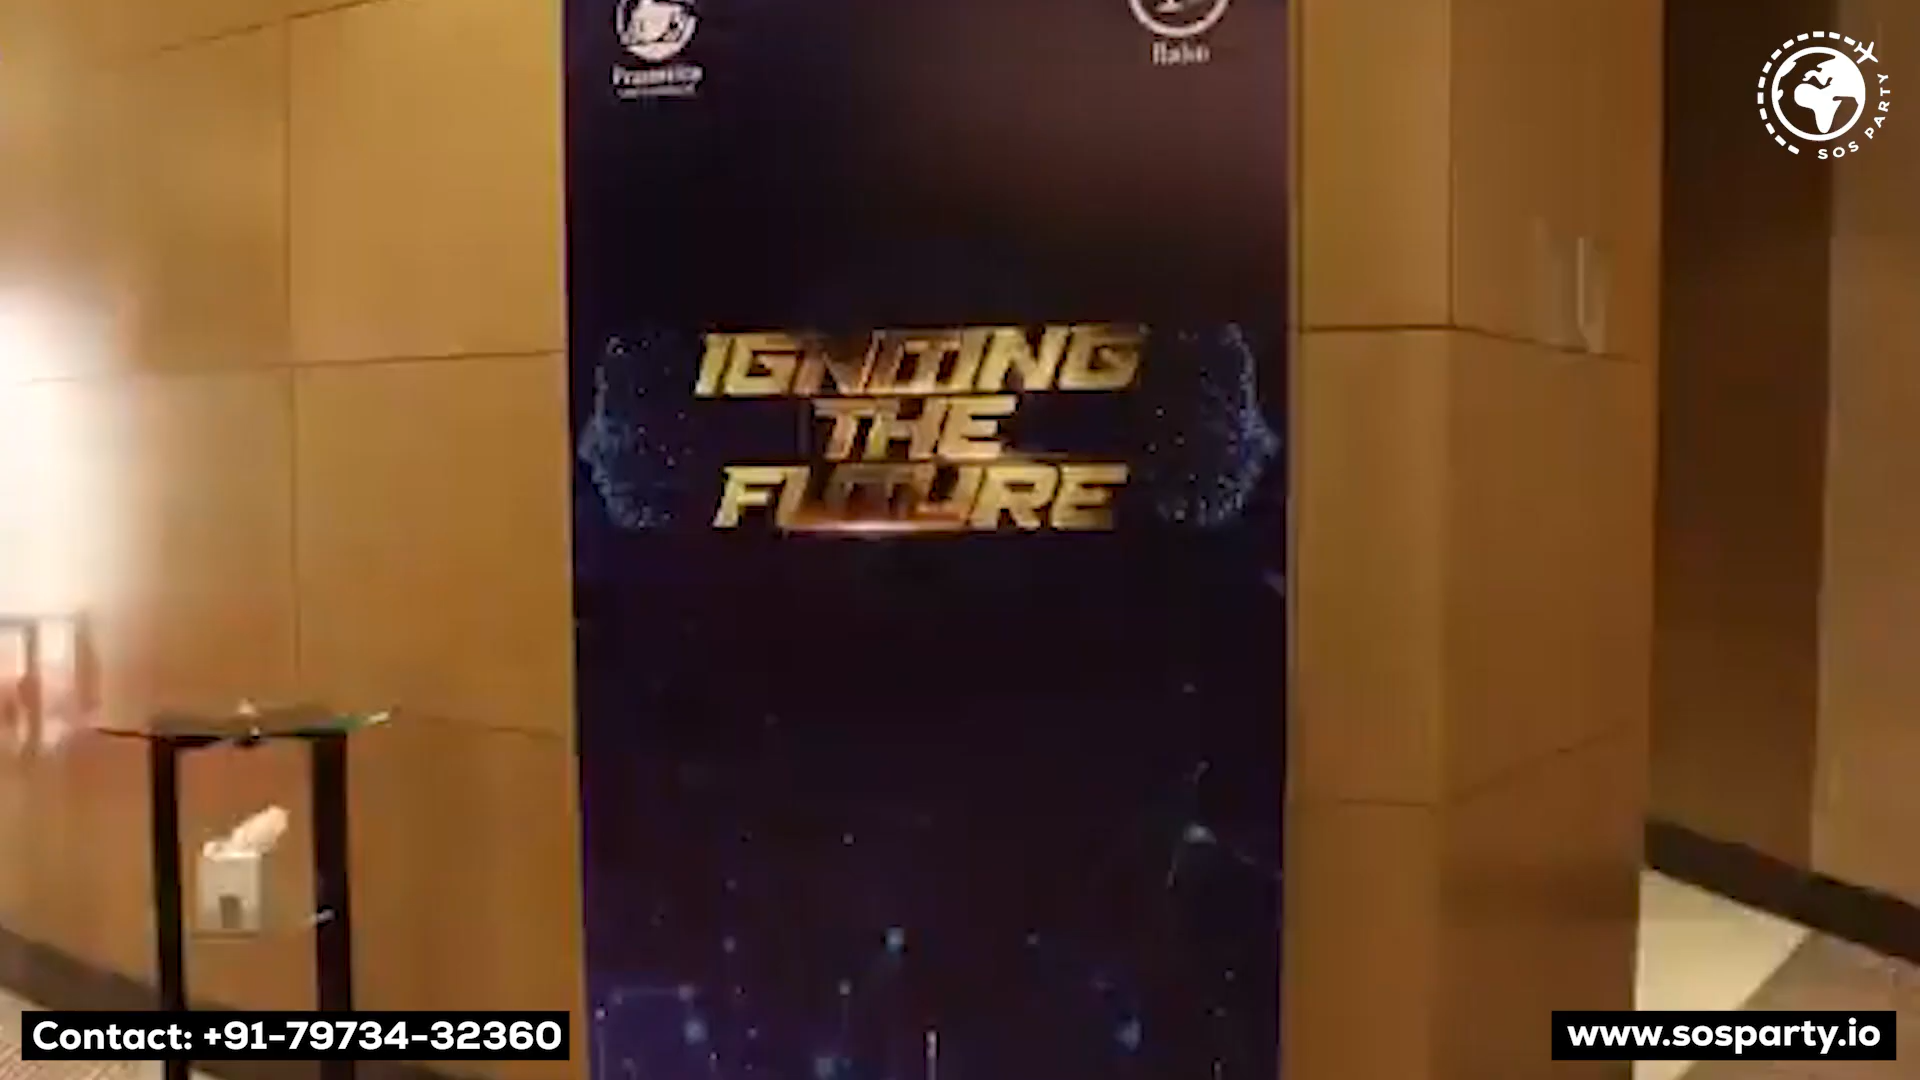 SOS PARTY
IGNITING
THE
FUTURE
Contact: +91-79734-32360
www.sosparty.io